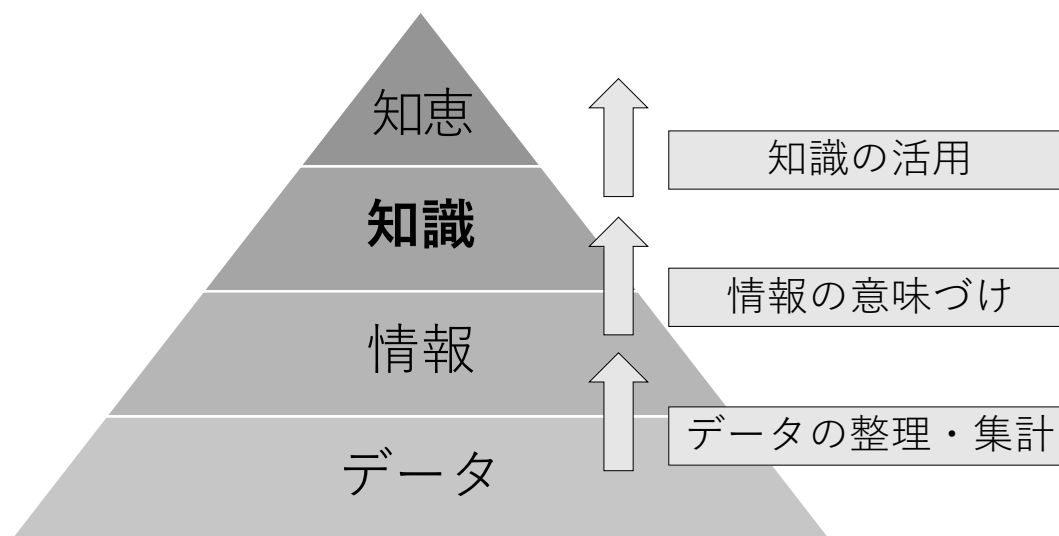 知恵
知識の活用
知識
情報の意味づけ
情報
データの整理・集計
データ